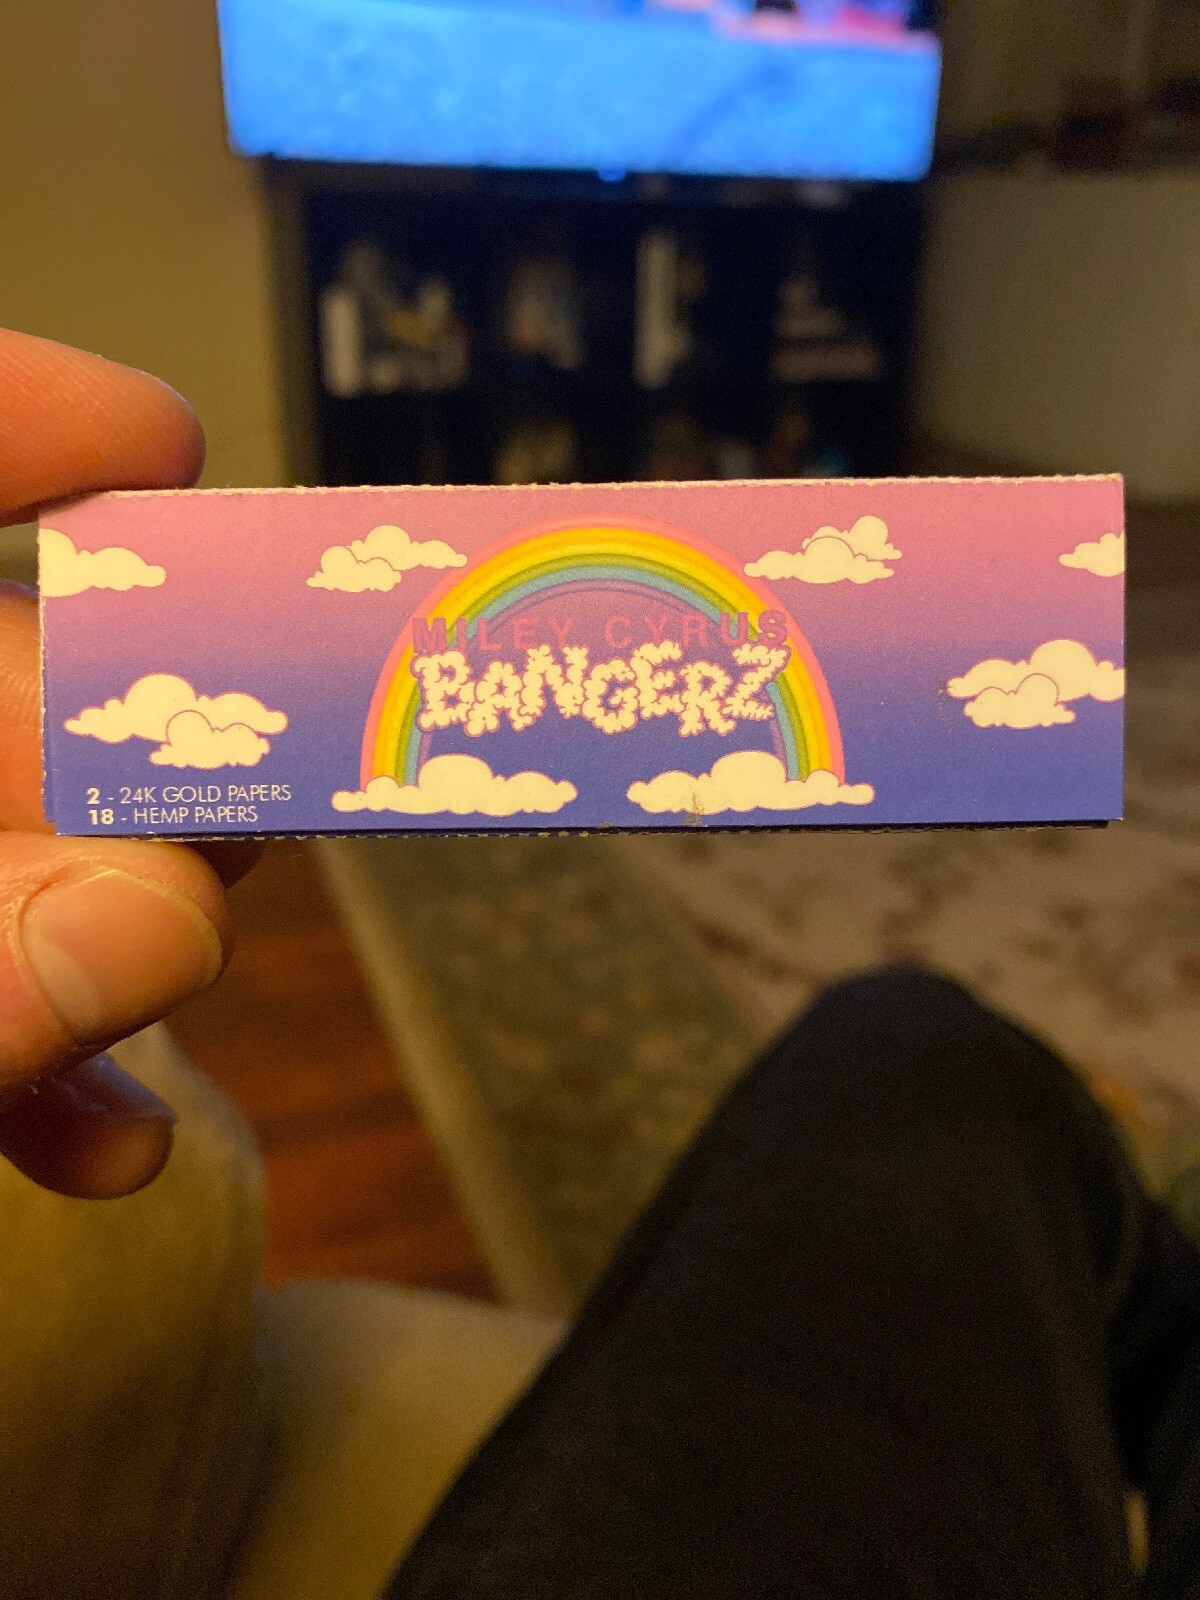 MILEY CYRUS
BANGERZ
2 - 24K GOLD PAPERS
18 - HEMP PAPERS